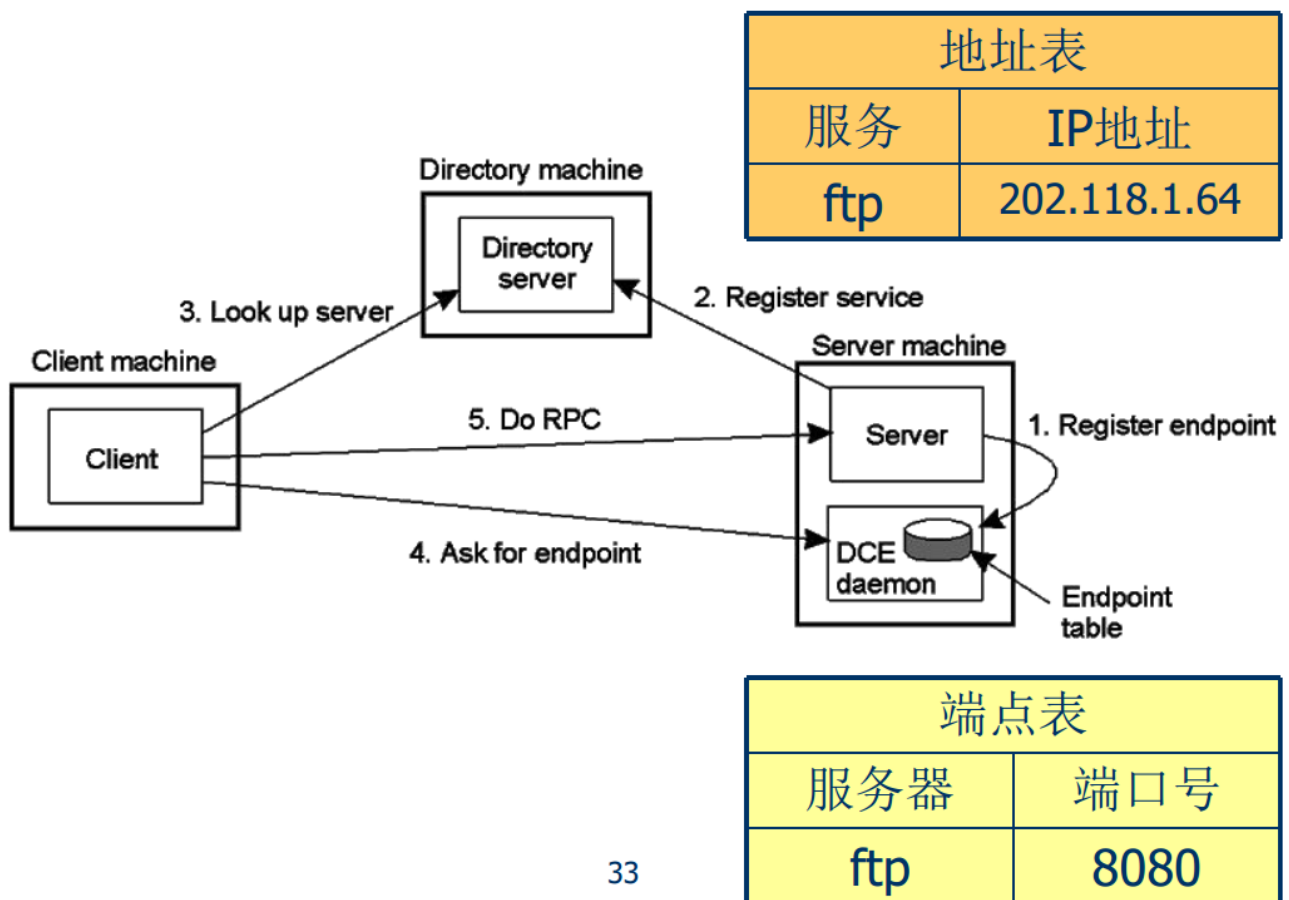 地址表
服务 IP地址
ftp 202.118.1.64
Directory machine
Directory
server
3. Look up server
2. Register service
Client machine
Server machine
Client
5. Do RPC
Server
1. Register endpoint
4. Ask for endpoint
DCE
daemon
Endpoint
table
端点表
服务器 端口号
ftp 8080
33